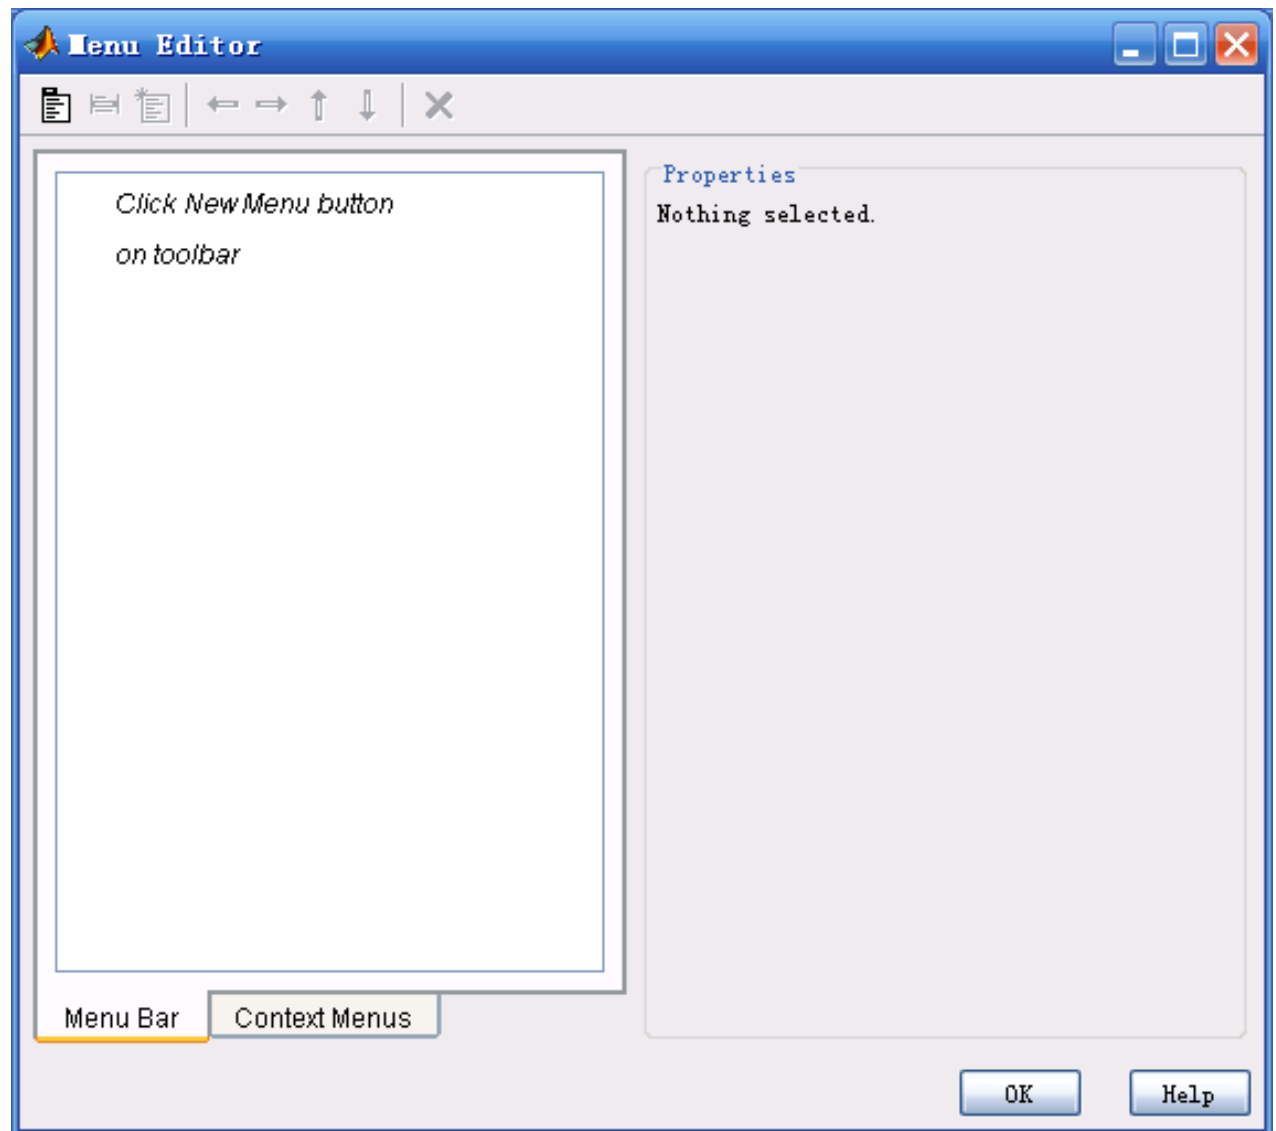 Menu Editor
Click New Menu button
on toolbar
Properties
Nothing selected.
Menu Bar
Context Menus
OK
Help